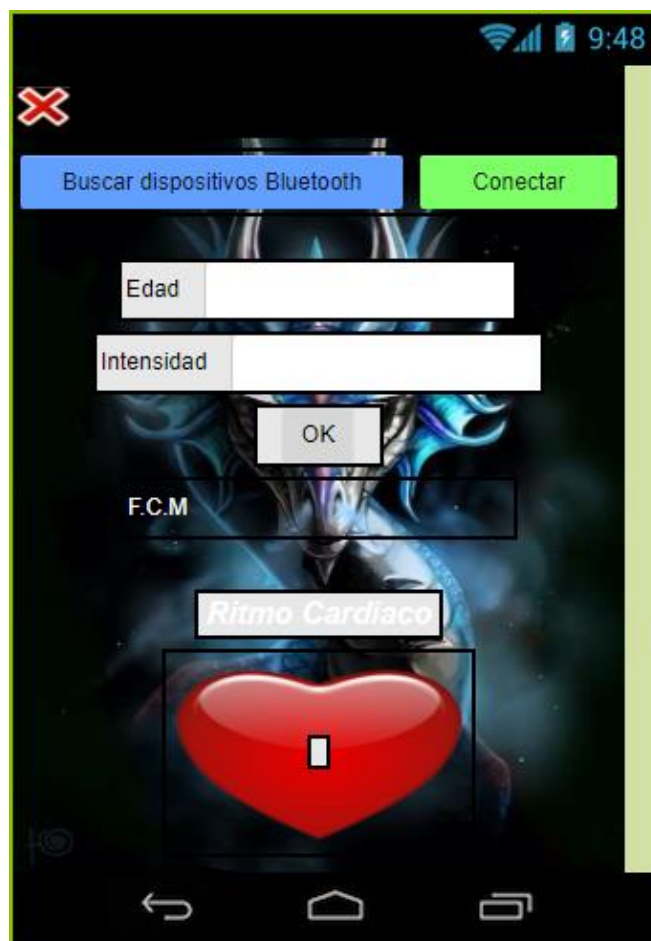 9:48
Buscar dispositivos Bluetooth
Conectar
Edad
Intensidad
OK
F.C.M
Ritmo Cardiaco